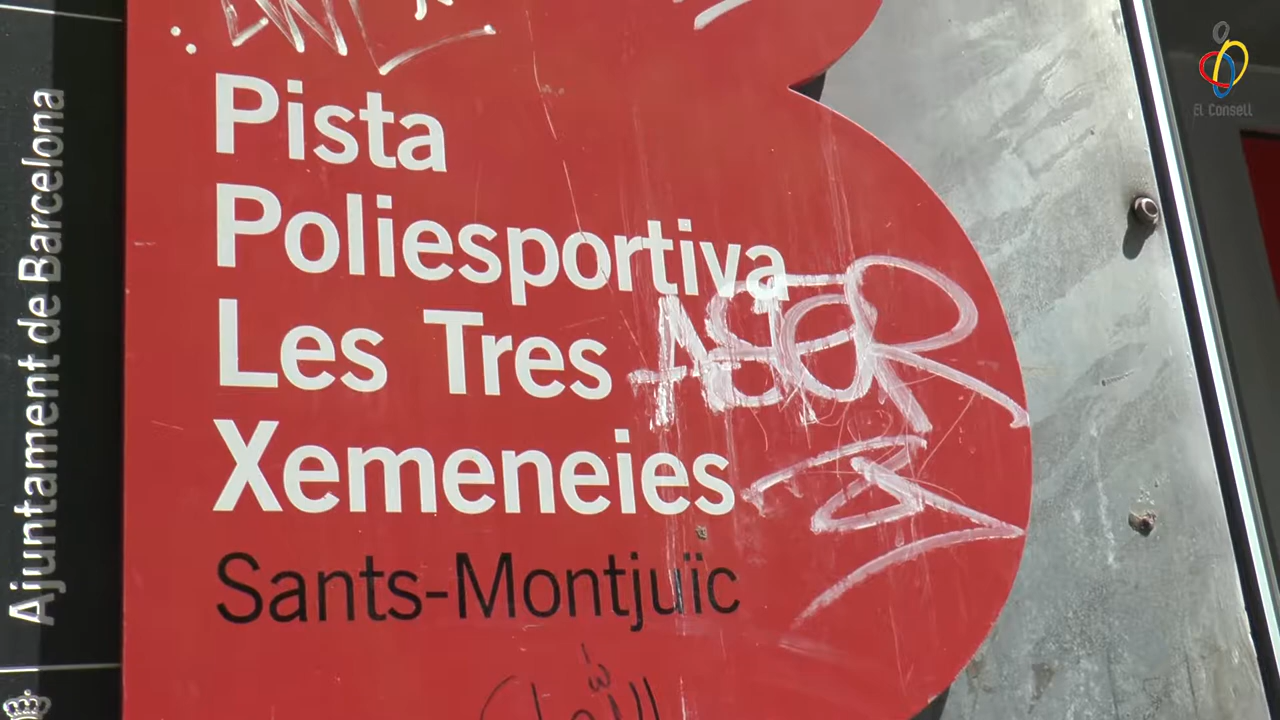 Pista
Poliesportiva
Les Tres
Xemeneies
Sants-Montjuïc
Ajuntament de Barcelona
El Consell